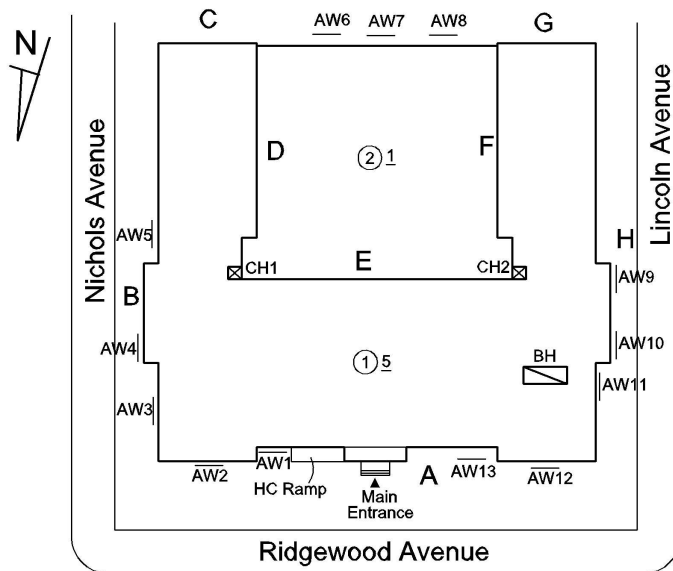 C
AW6 AW7 AW8
G
N
Nichols Avenue
Lincoln Avenue
D
② 1
F
AW5
H
CH1
E
CH2
AW9
B
AW4
① 5
BH
AW10
AW11
AW3
AW2
AW1
HC Ramp
A
AW13
AW12
Main
Entrance
Ridgewood Avenue